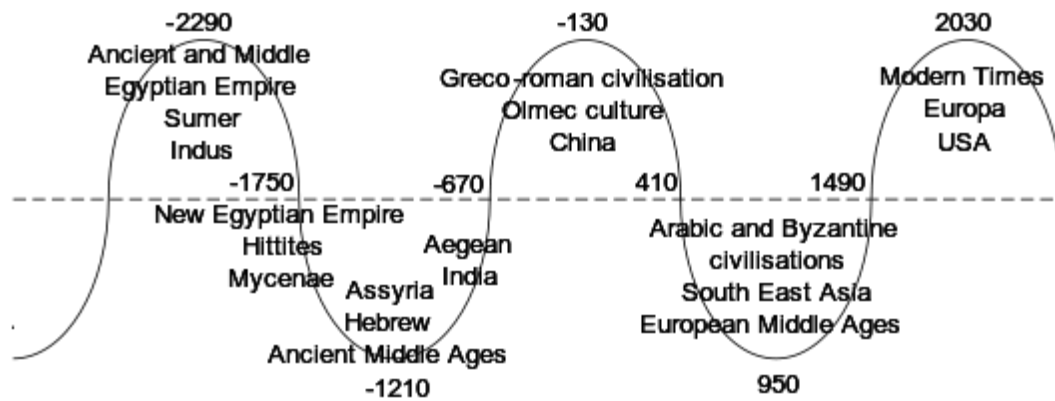 -2290
Ancient and Middle
Egyptian Empire
Sumer
Indus
-130
Greco-roman civilisation
Olmec culture
China
2030
Modern Times
Europa
USA
-1750
-670
410
1490
New Egyptian Empire
Hittites
Mycenae
Assyria
Hebrew
Ancient Middle Ages
-1210
Aegean
India
Arabic and Byzantine
civilisations
South East Asia
European Middle Ages
950